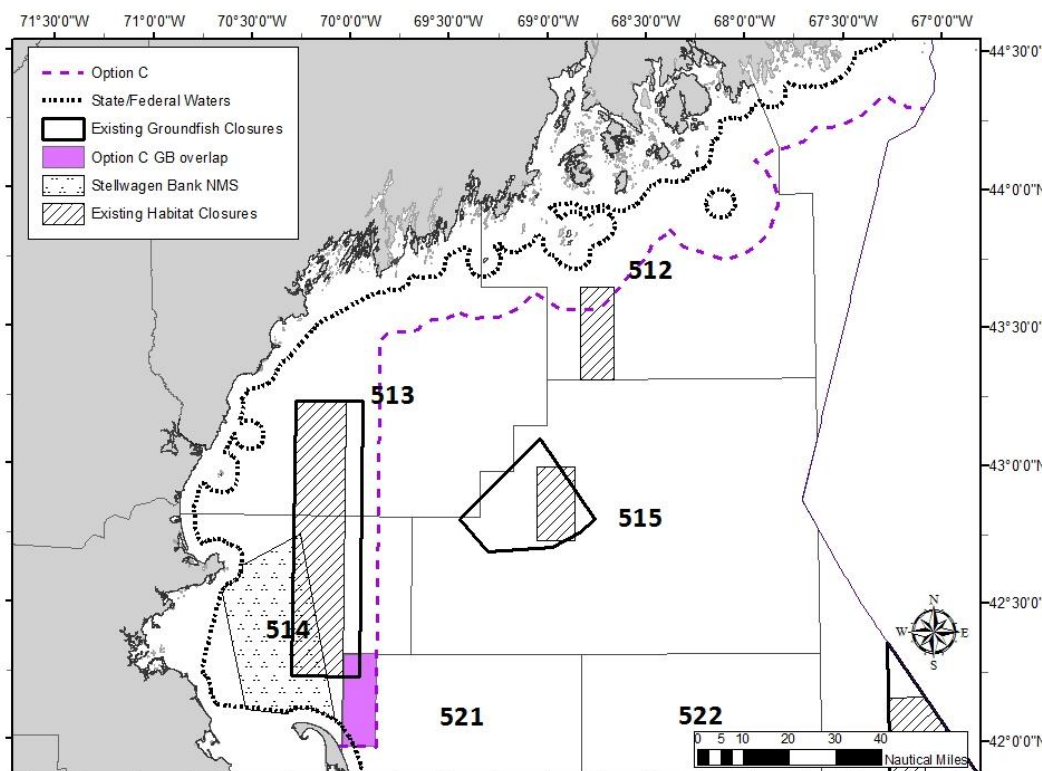 71°30'0"W 71°0'0"W 70°30'0"W 70°0'0"W 69°30'0"W 69°0'0"W 68°30'0"W 68°0'0"W 67°30'0"W 67°0'0"W
44°30'0"N
Option C
State/Federal Waters
Existing Groundfish Closures
Option C GB overlap
Stellwagen Bank NMS
Existing Habitat Closures
44°0'0"N
512
43°30'0"N
513
43°0'0"N
515
42°30'0"N
N
W E
S
514
521 522
42°0'0"N
0 5 10 20 30 40
Nautical Miles